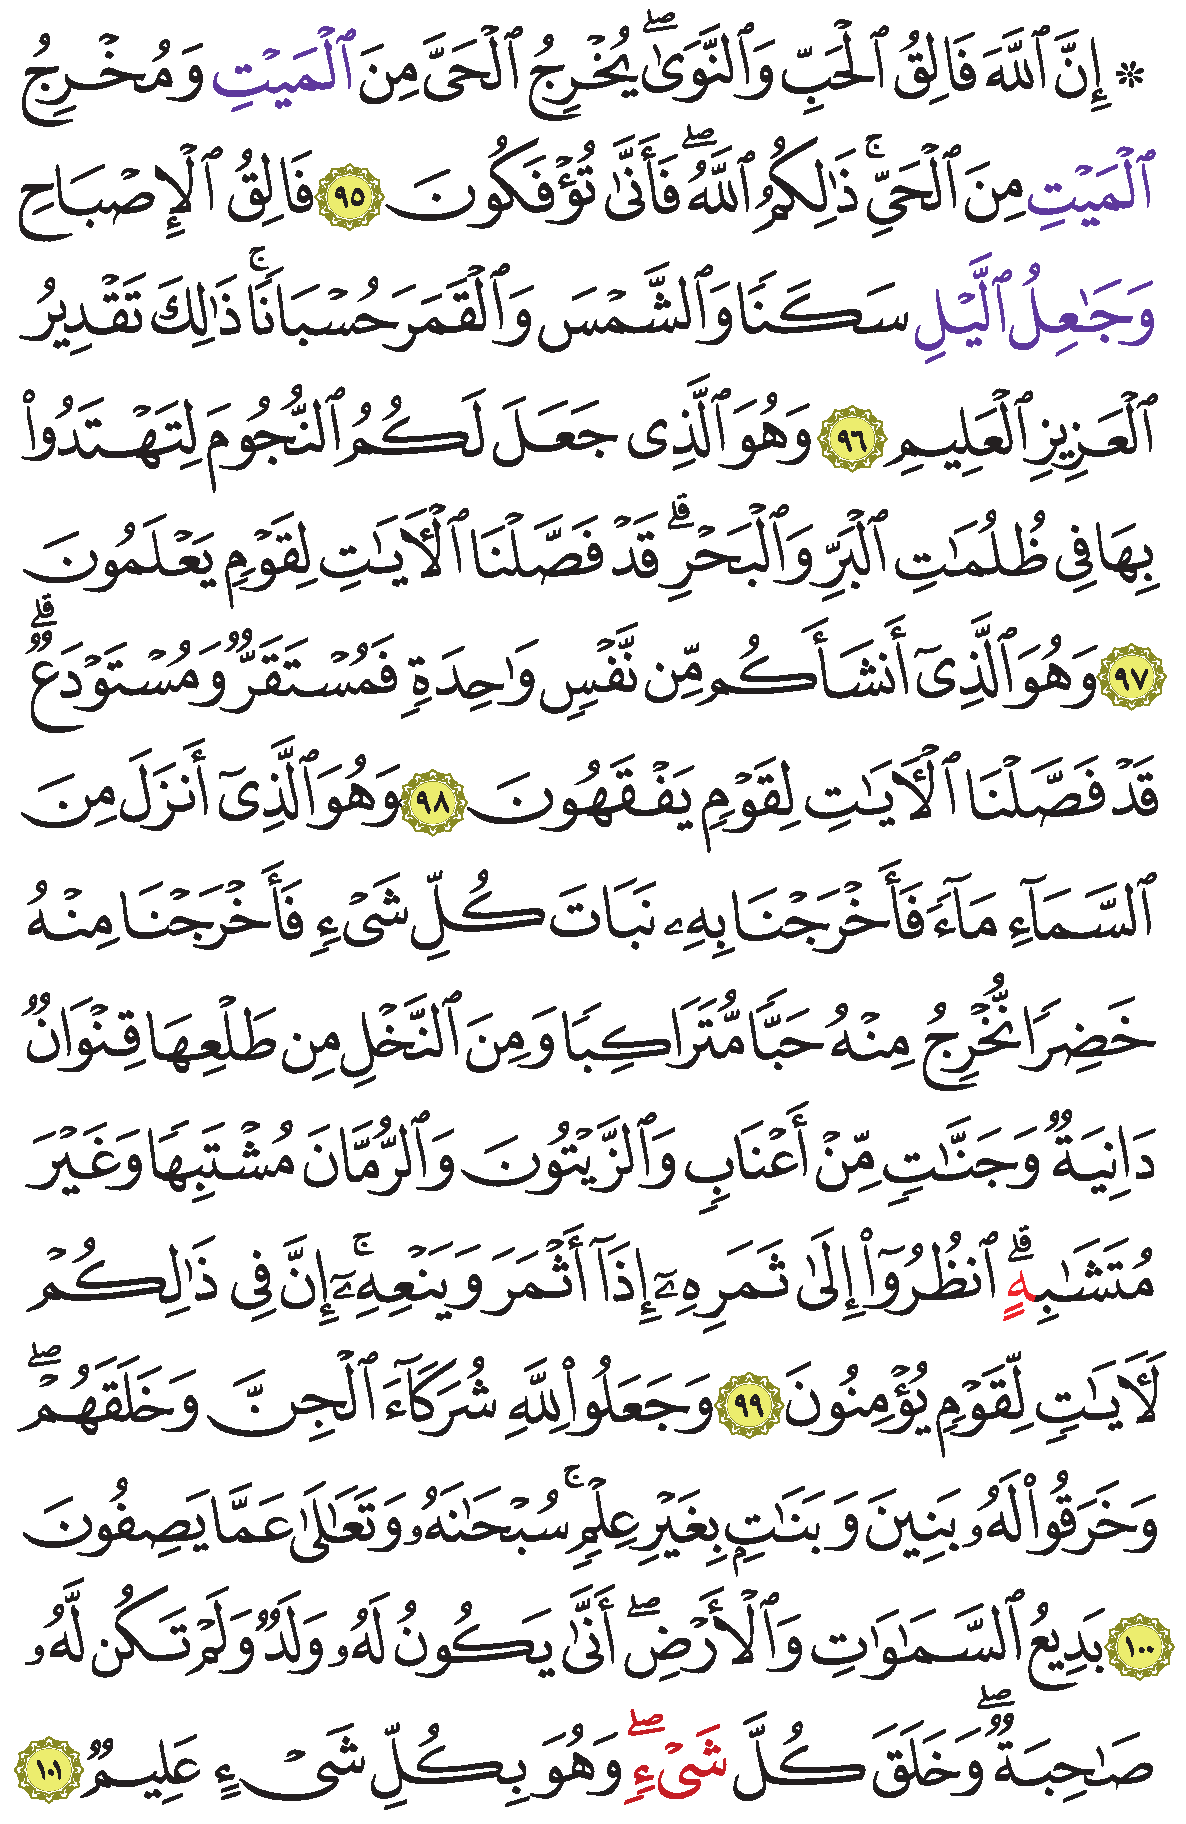 ۞ إِنَّ ٱللَّهَ فَالِقُ ٱلْحَبِّ وَٱلنَّوَىٰۖ يُخْرِجُ ٱلْحَىَّ مِنَ ٱلْمَيْتِ وَمُخْرِجُ
ٱلْمَيْتِ مِنَ ٱلْحَىِّۚ ذَٰلِكُمُ ٱللَّهُۖ فَأَنَّىٰ تُؤْفَكُونَ ٩٥ فَالِقُ ٱلْإِصْبَاحِ
وَجَٰعِلُ ٱلَّيْلِ سَكَنًا وَٱلشَّمْسَ وَٱلْقَمَرَ حُسْبَانًاۚ ذَٰلِكَ تَقْدِيرُ
ٱلْعَزِيزِ ٱلْعَلِيمِ ٩٦ وَهُوَ ٱلَّذِى جَعَلَ لَكُمُ ٱلنُّجُومَ لِتَهْتَدُوا۟
بِهَا فِى ظُلُمَٰتِ ٱلْبَرِّ وَٱلْبَحْرِۗ قَدْ فَصَّلْنَا ٱلْأَيَٰتِ لِقَوْمٍ يَعْلَمُونَ
٩٧ وَهُوَ ٱلَّذِىٓ أَنشَأَكُم مِّن نَّفْسٍ وَٰحِدَةٍ فَمُسْتَقَرٌّ وَمُسْتَوْدَعٌۗ
قَدْ فَصَّلْنَا ٱلْأَيَٰتِ لِقَوْمٍ يَفْقَهُونَ ٩٨ وَهُوَ ٱلَّذِىٓ أَنزَلَ مِنَ
ٱلسَّمَآءِ مَآءً فَأَخْرَجْنَا بِهِۦ نَبَاتَ كُلِّ شَىْءٍ فَأَخْرَجْنَا مِنْهُ
خَضِرًا نُّخْرِجُ مِنْهُ حَبًّا مُّتَرَاكِبًا وَمِنَ ٱلنَّخْلِ مِن طَلْعِهَا قِنْوَانٌ
دَانِيَةٌ وَجَنَّٰتٍ مِّنْ أَعْنَابٍ وَٱلزَّيْتُونَ وَٱلرُّمَّانَ مُشْتَبِهًا وَغَيْرَ
مُتَشَٰبِهٍۗ ٱنظُرُوٓا۟ إِلَىٰ ثَمَرِهِۦٓ إِذَآ أَثْمَرَ وَيَنْعِهِۦٓۚ إِنَّ فِى ذَٰلِكُمْ
لَأَيَٰتٍ لِّقَوْمٍ يُؤْمِنُونَ ٩٩ وَجَعَلُوا۟ لِلَّهِ شُرَكَآءَ ٱلْجِنَّ وَخَلَقَهُمْۖ
وَخَرَقُوا۟ لَهُۥ بَنِينَ وَبَنَٰتٍۭ بِغَيْرِ عِلْمٍۚ سُبْحَٰنَهُۥ وَتَعَٰلَىٰ عَمَّا يَصِفُونَ
١٠٠ بَدِيعُ ٱلسَّمَٰوَٰتِ وَٱلْأَرْضِۖ أَنَّىٰ يَكُونُ لَهُۥ وَلَدٌ وَلَمْ تَكُن لَّهُۥ
صَٰحِبَةٌۖ وَخَلَقَ كُلَّ شَىْءٍۖ وَهُوَ بِكُلِّ شَىْءٍ عَلِيمٌ ١٠١